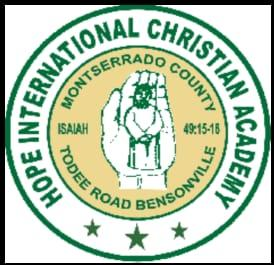 HOPE INTERNATIONAL CHRISTIAN ACADEMY
MONTSERRADO COUNTY
ISAIAH 49:15-16
TODEE ROAD BENSONVILLE